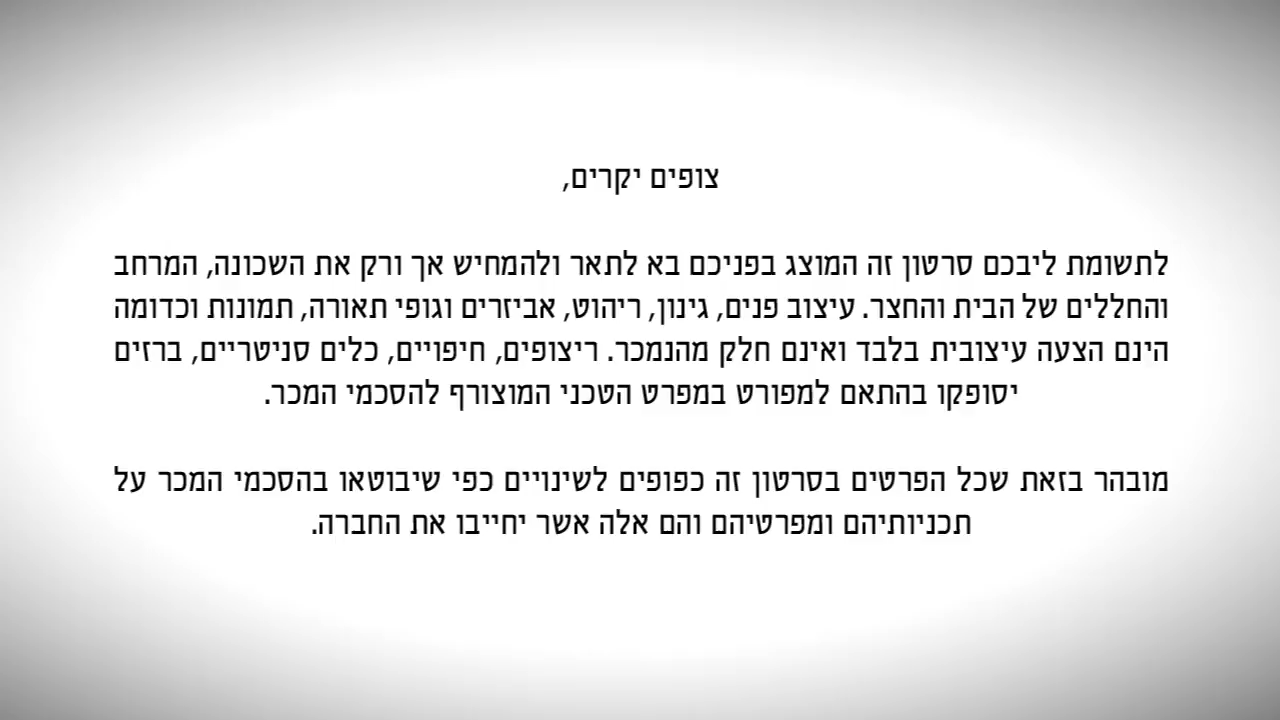 צופים יקרים,
לתשומת ליבכם סרטון זה המוצג בפניכם בא לתאר ולהמחיש אך ורק את השכונה, המרחב
והחללים של הבית והחצר. עיצוב פנים, גינון, ריהוט, אביזרים וגופי תאורה, תמונות וכדומה
הינם הצעה עיצובית בלבד ואינם חלק מהנמכר. ריצופים, חיפויים, כלים סניטריים, ברזים
יסופקו בהתאם למפורט במפרט הטכני המוצורף להסכמי המכר.
מובהר בזאת שכל הפרטים בסרטון זה כפופים לשינויים כפי שיבוטאו בהסכמי המכר על
תכניותיהם ומפרטיהם והם אלה אשר יחייבו את החברה.